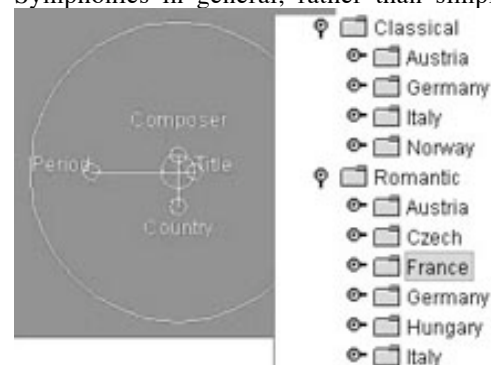 Symphonies in general, rather than simpl
Composer
Period
Title
Country
Classical
Austria
Germany
Italy
Norway
Romantic
Austria
Czech
France
Germany
Hungary
Italy